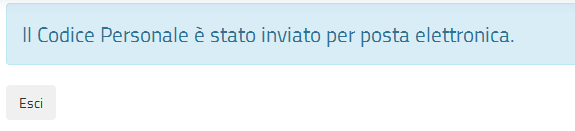 Il Codice Personale è stato inviato per posta elettronica.
Esci